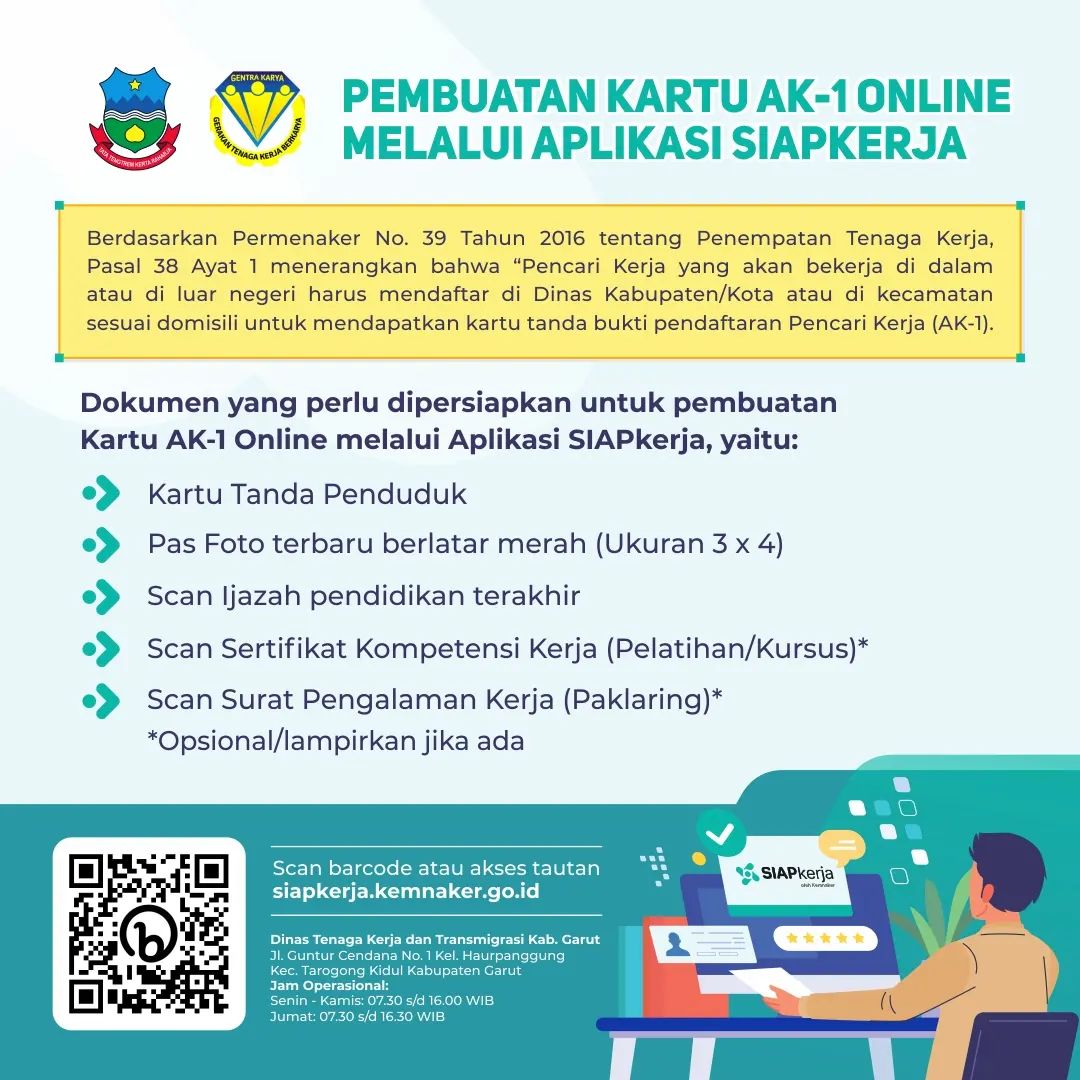 GENTRA KARYA
GERAKAN TENAGA KERJA BERKARYA
TATA TENGTREM KERTA RAHARJA
PEMBUATAN KARTU AK-1 ONLINE
MELALUI APLIKASI SIAPKERJA
Berdasarkan Permenaker No. 39 Tahun 2016 tentang Penempatan Tenaga Kerja,
Pasal 38 Ayat 1 menerangkan bahwa “Pencari Kerja yang akan bekerja di dalam
atau di luar negeri harus mendaftar di Dinas Kabupaten/Kota atau di kecamatan
sesuai domisili untuk mendapatkan kartu tanda bukti pendaftaran Pencari Kerja (AK-1).
Dokumen yang perlu dipersiapkan untuk pembuatan
Kartu AK-1 Online melalui Aplikasi SIAPkerja, yaitu:
Kartu Tanda Penduduk
Pas Foto terbaru berlatar merah (Ukuran 3 x 4)
Scan Ijazah pendidikan terakhir
Scan Sertifikat Kompetensi Kerja (Pelatihan/Kursus)*
Scan Surat Pengalaman Kerja (Paklaring)*
*Opsional/lampirkan jika ada
Scan barcode atau akses tautan
siapkerja.kemnaker.go.id
Dinas Tenaga Kerja dan Transmigrasi Kab. Garut
Jl. Guntur Cendana No. 1 Kel. Haurpanggung
Kec. Tarogong Kidul Kabupaten Garut
Jam Operasional:
Senin - Kamis: 07.30 s/d 16.00 WIB
Jumat: 07.30 s/d 16.30 WIB
SIAPkerja
oleh Kemnaker